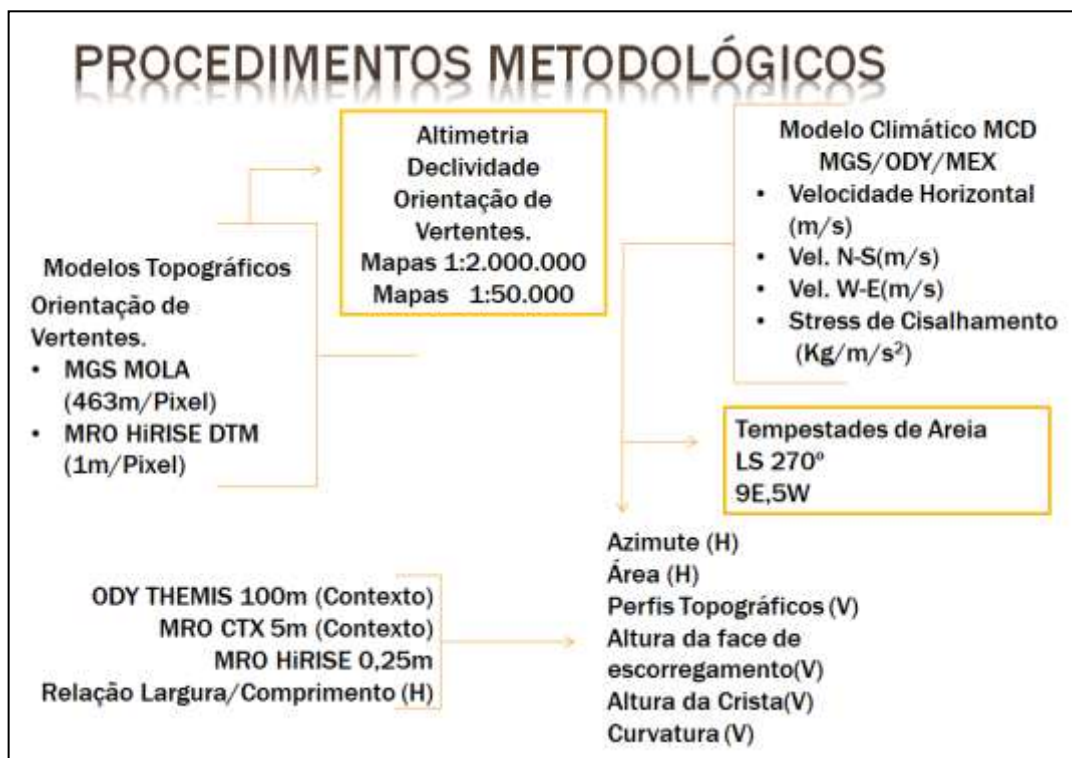 PROCEDIMENTOS METODOLÓGICOS
Modelos Topográficos
Orientação de
Vertentes.
• MGS MOLA
(463m/Pixel)
• MRO HiRISE DTM
(1m/Pixel)
Altimetria
Declividade
Orientação de
Vertentes.
Mapas 1:2.000.000
Mapas 1:50.000
Modelo Climático MCD
MGS/ODY/MEX
• Velocidade Horizontal
(m/s)
• Vel. N-S(m/s)
• Vel. W-E(m/s)
• Stress de Cisalhamento
(Kg/m/s²)
Tempestades de Areia
LS 270º
9E,5W
ODY THEMIS 100m (Contexto)
MRO CTX 5m (Contexto)
MRO HiRISE 0,25m
Relação Largura/Comprimento (H)
Azimute (H)
Área (H)
Perfis Topográficos (V)
Altura da face de
escorregamento(V)
Altura da Crista(V)
Curvatura (V)